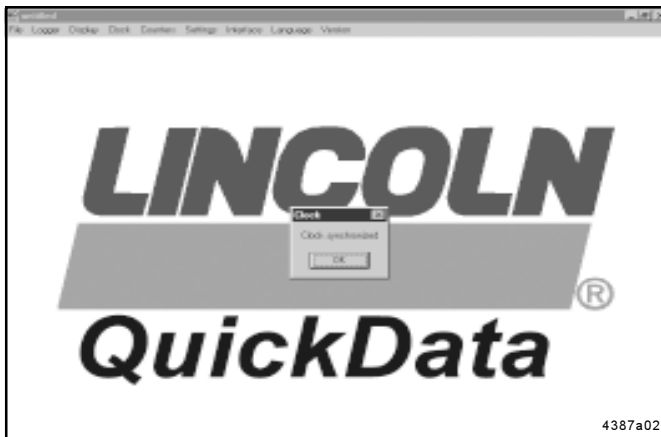 untitled
File Logger Display Clock Counters Settings Interface Language Version
LINCOLN
Clock
Clock synchronized
OK
®
QuickData
4387a02